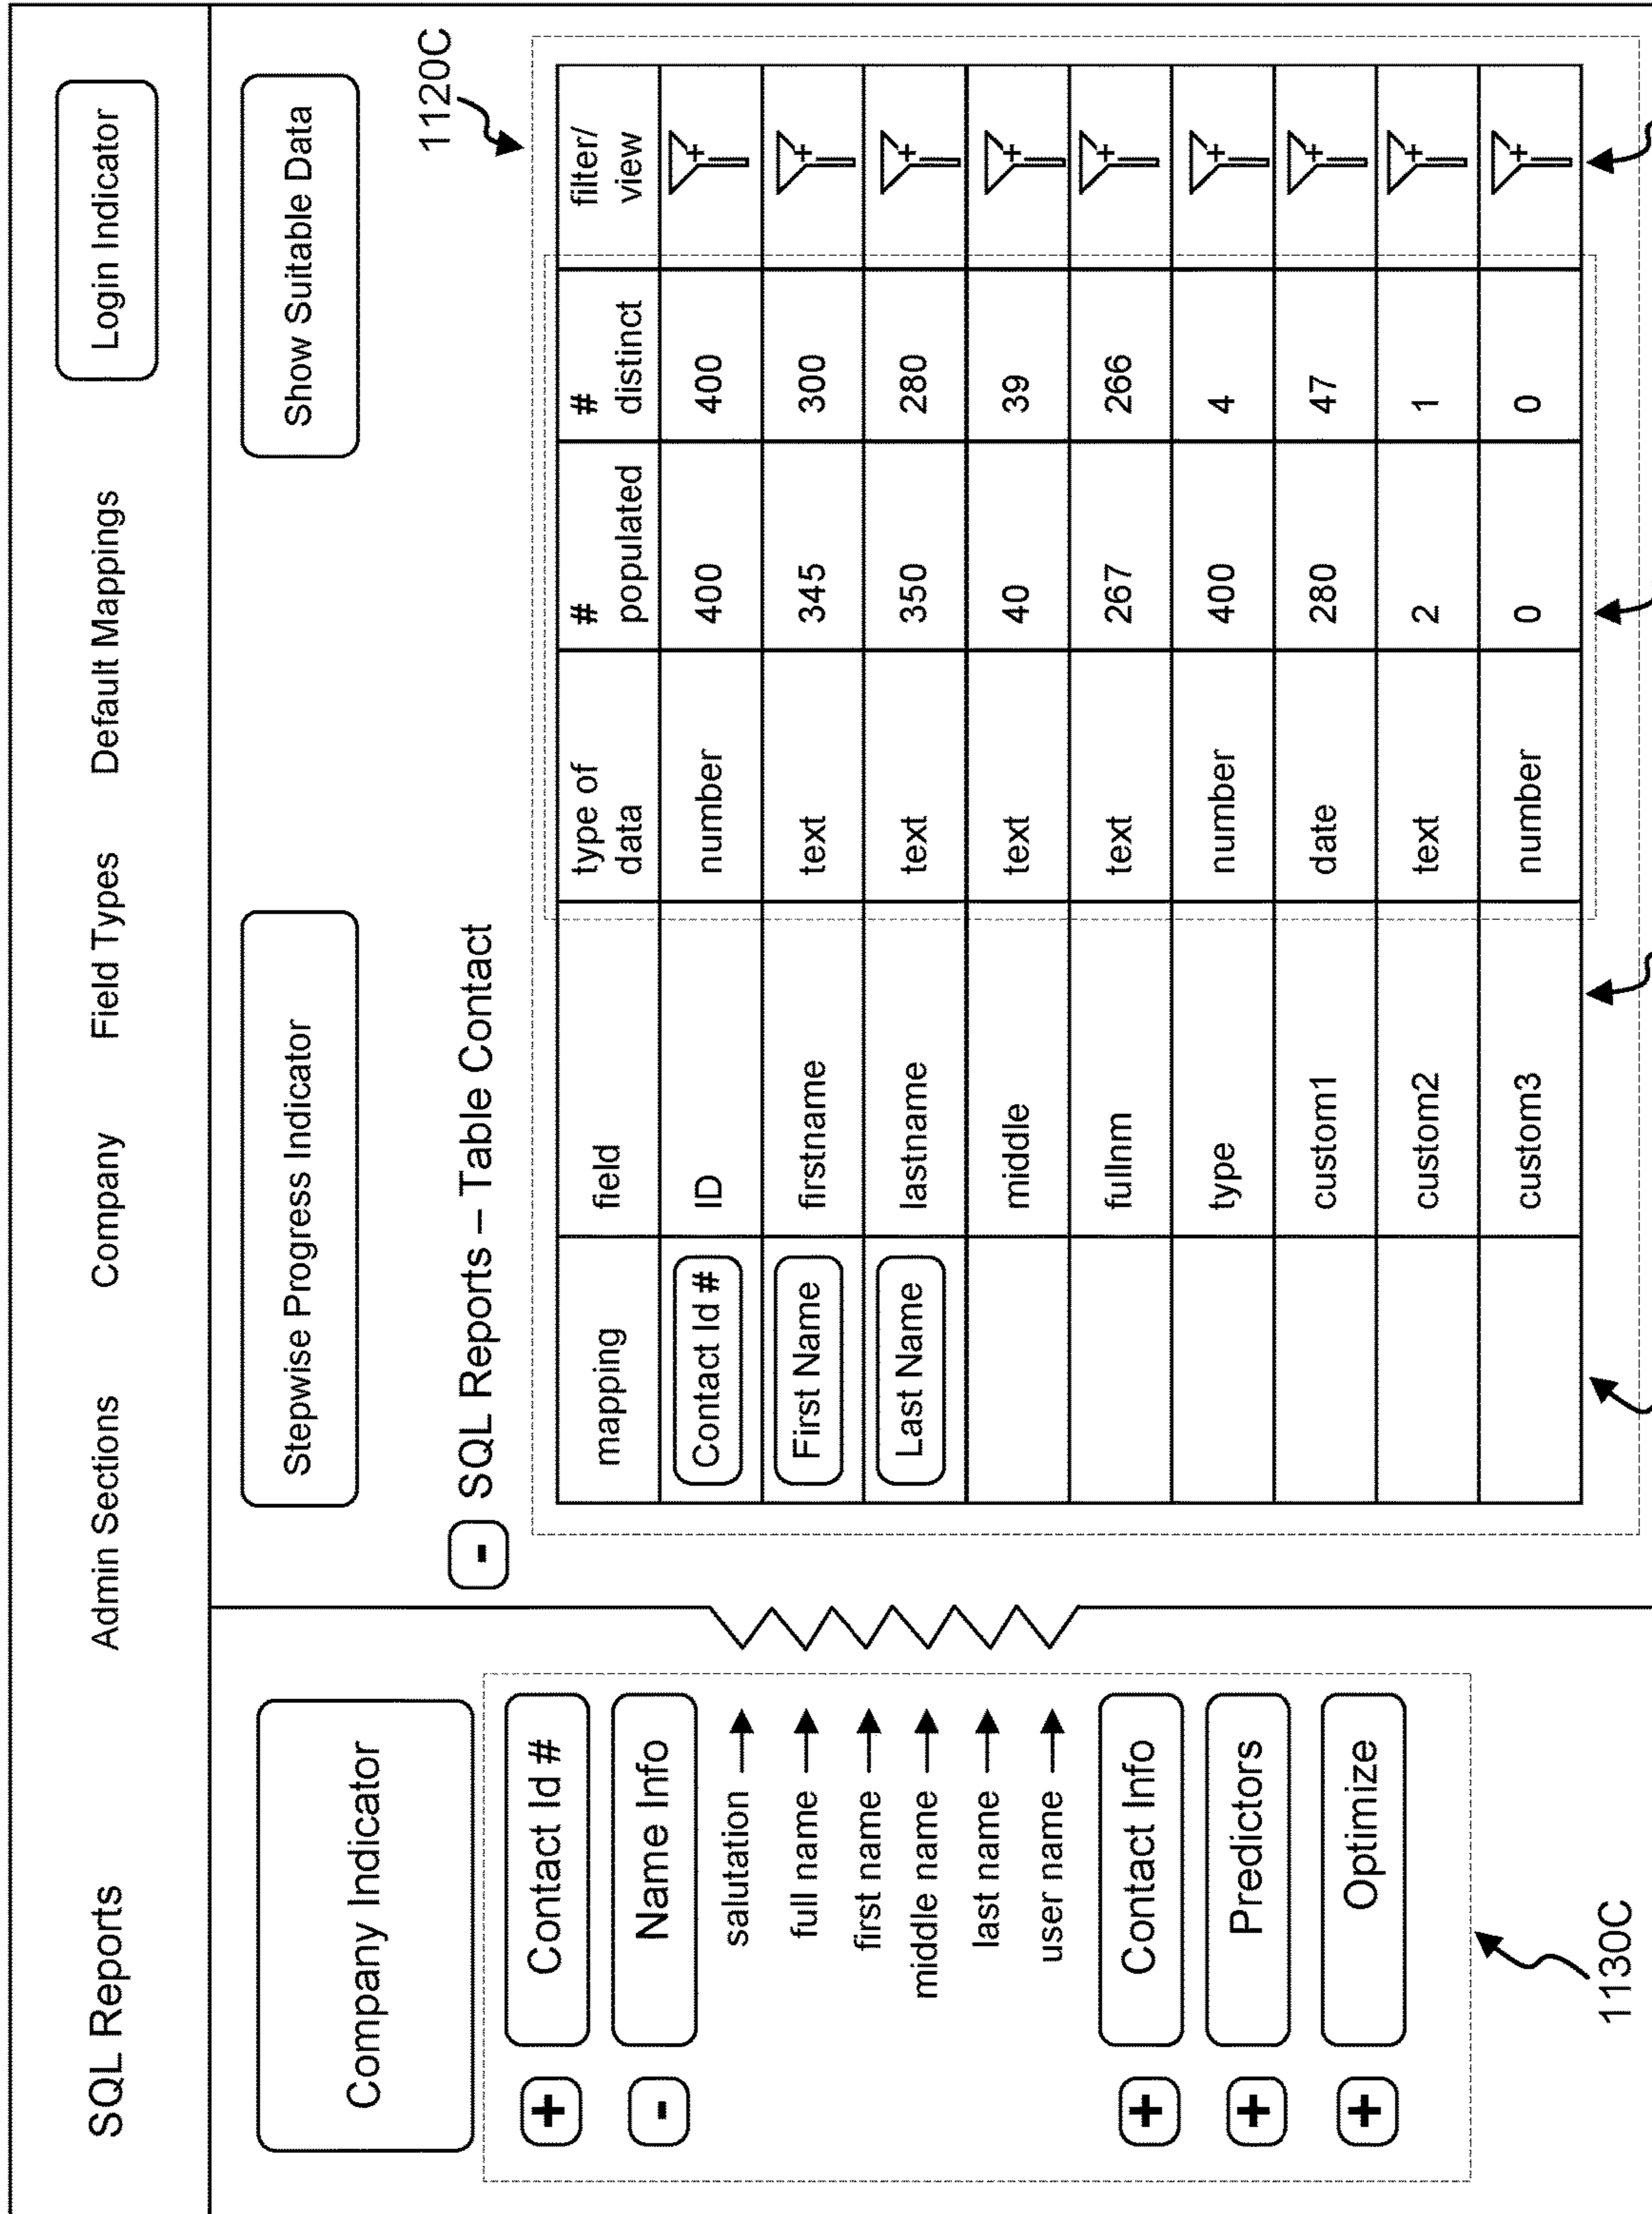 SQL Reports Admin Sections Company Field Types Default Mappings Login Indicator
Company Indicator
Stepwise Progress Indicator
Show Suitable Data
- SQL Reports – Table Contact
1120C
+ Contact Id #
- Name Info
salutation
full name
first name
middle name
last name
user name
+ Contact Info
+ Predictors
+ Optimize
1130C
mapping field type of data # populated # distinct filter/view
Contact Id # ID number 400 400 +
First Name firstname text 345 300 +
Last Name lastname text 350 280 +
middle text 40 39 +
fullnm text 267 266 +
type number 400 4 +
custom1 date 280 47 +
custom2 text 2 1 +
custom3 number 0 0 +